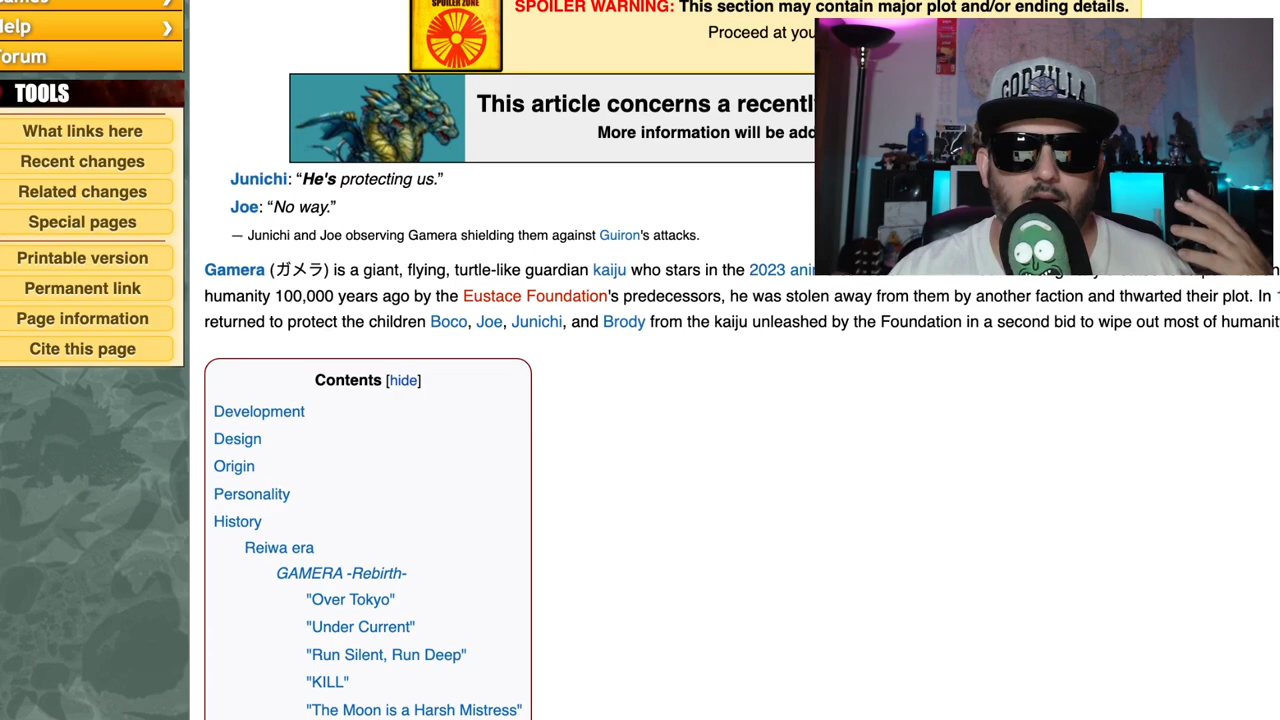 Help
Forum
TOOLS
What links here
Recent changes
Related changes
Special pages
Printable version
Permanent link
Page information
Cite this page
SPOILER ZONE
SPOILER WARNING: This section may contain major plot and/or ending details.
Proceed at you
This article concerns a recentl
More information will be add
GODZILLA
Junichi: “He's protecting us.”
Joe: “No way.”
— Junichi and Joe observing Gamera shielding them against Guiron's attacks.
Gamera (ガメラ) is a giant, flying, turtle-like guardian kaiju who stars in the 2023 ani
humanity 100,000 years ago by the Eustace Foundation's predecessors, he was stolen away from them by another faction and thwarted their plot. In
returned to protect the children Boco, Joe, Junichi, and Brody from the kaiju unleashed by the Foundation in a second bid to wipe out most of humanit
Contents [hide]
Development
Design
Origin
Personality
History
Reiwa era
GAMERA -Rebirth-
"Over Tokyo"
"Under Current"
"Run Silent, Run Deep"
"KILL"
"The Moon is a Harsh Mistress"